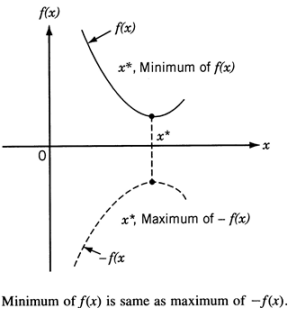 f(x)
f(x)
x*, Minimum of f(x)
x*
x
0
x*, Maximum of – f(x)
–f(x
Minimum of f(x) is same as maximum of −f(x).